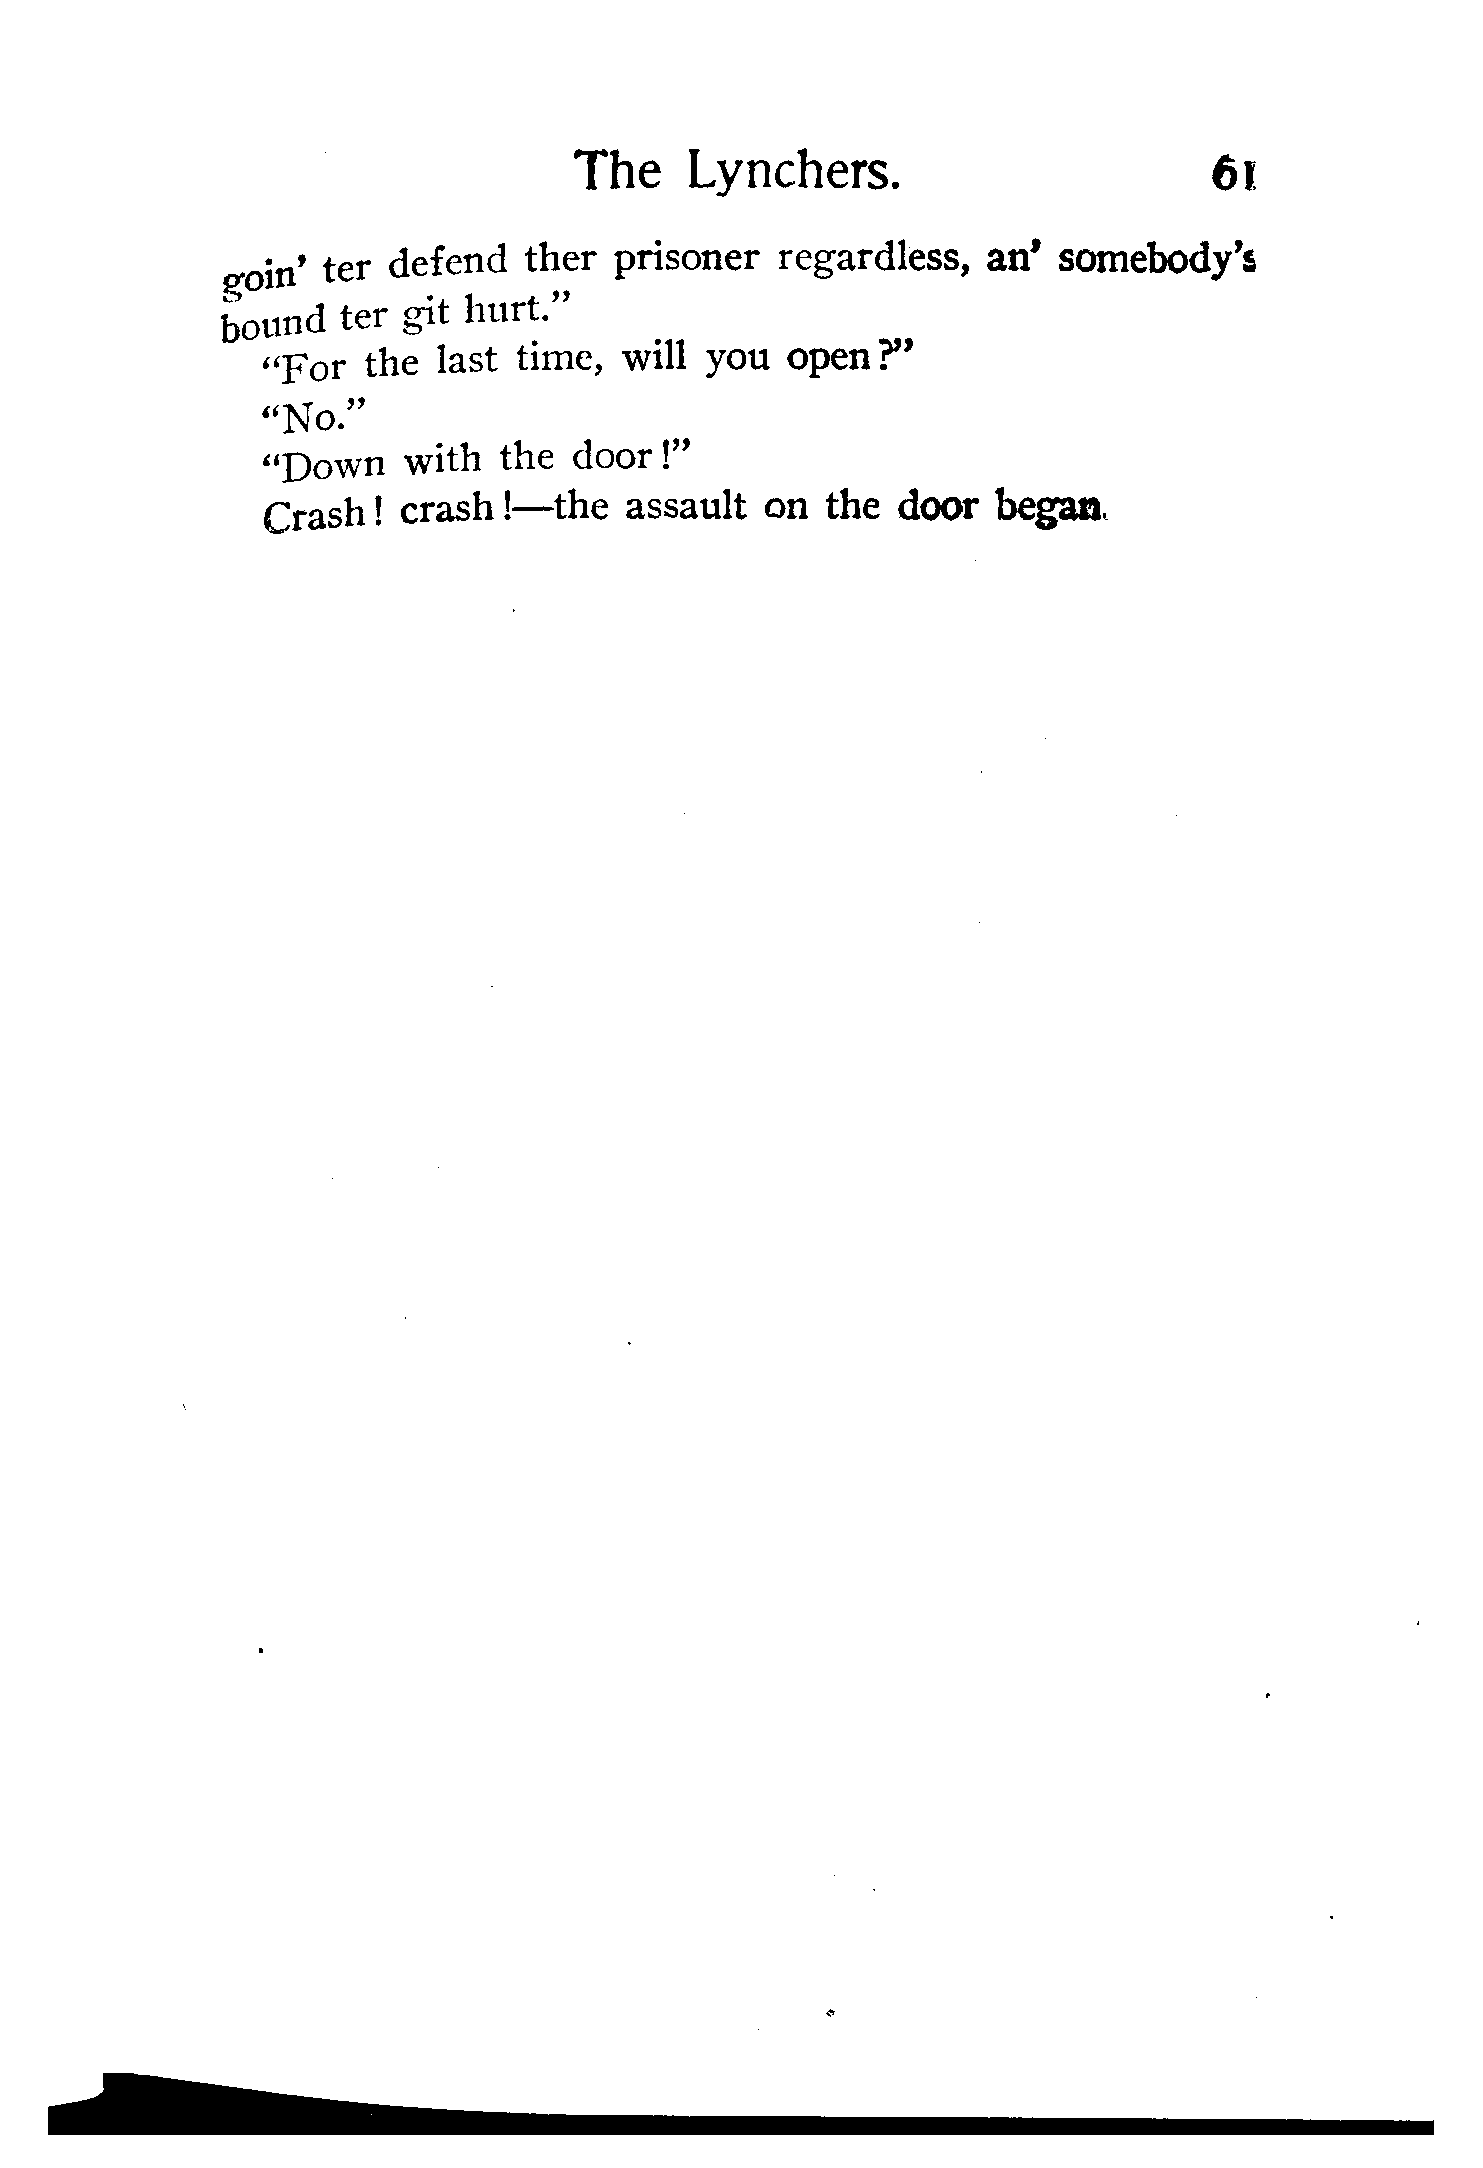 The Lynchers. 61
goin' ter defend ther prisoner regardless, an' somebody's
bound ter git hurt."
"For the last time, will you open?"
"No."
"Down with the door!"
Crash! crash!—the assault on the door began.